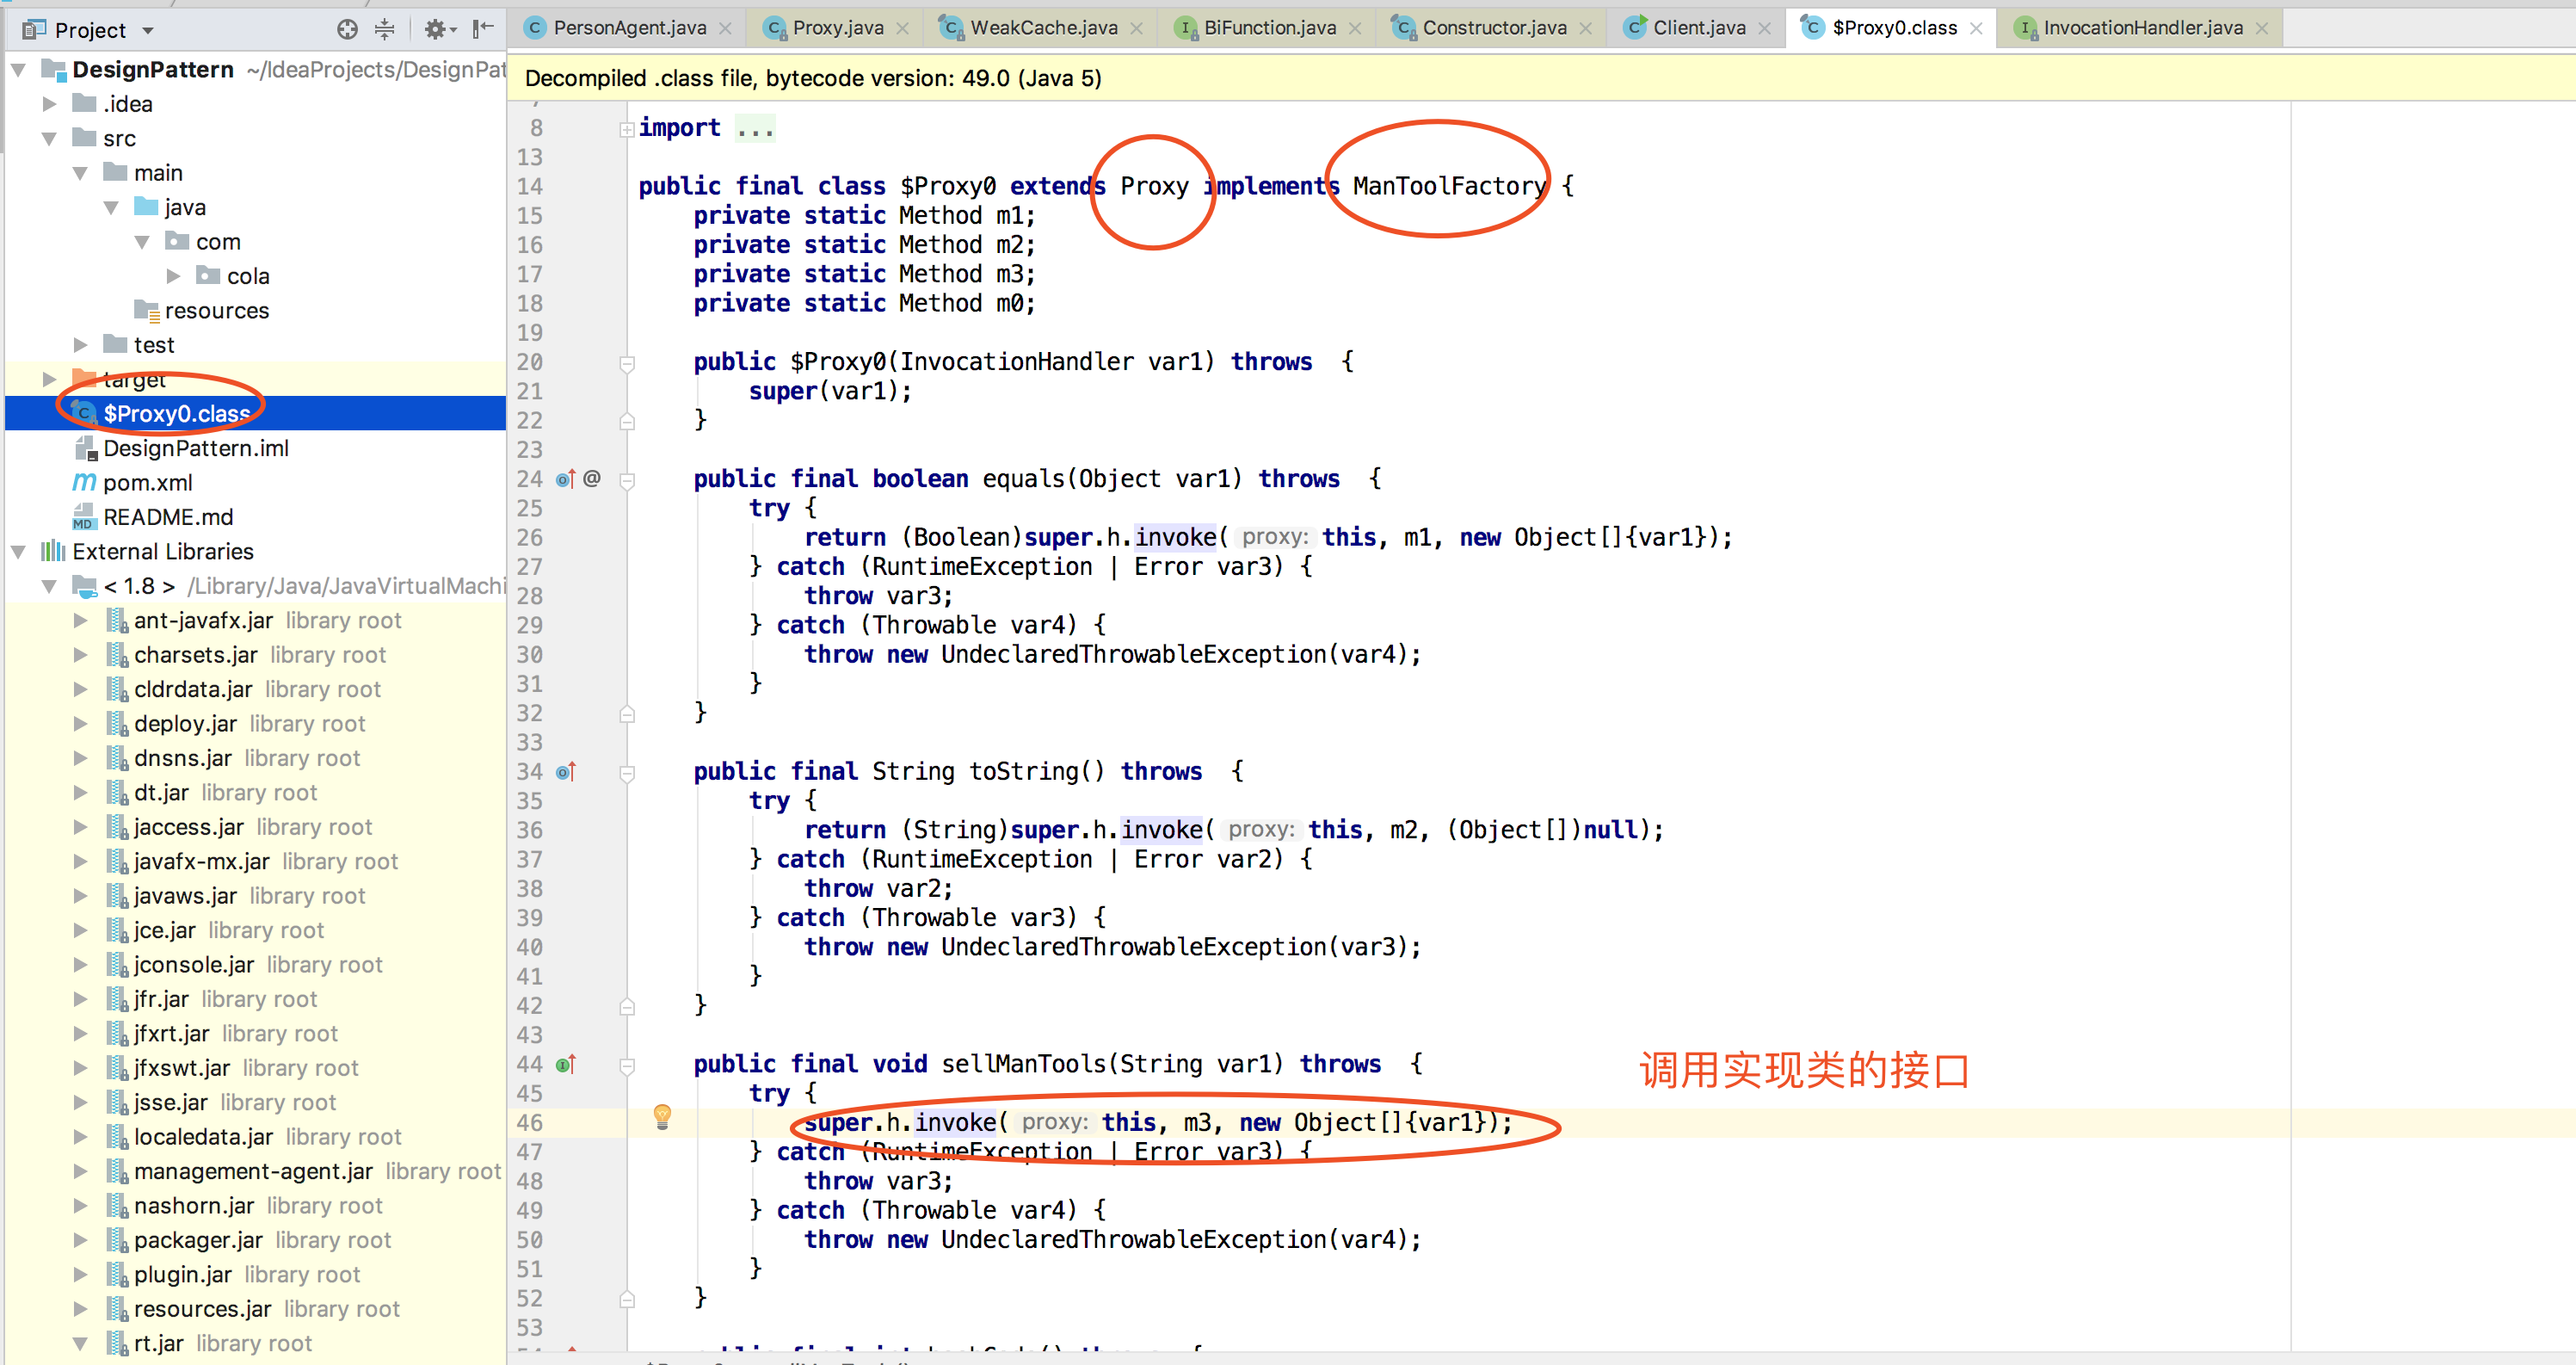 Project
PersonAgent.java
Proxy.java
WeakCache.java
BiFunction.java
Constructor.java
Client.java
$Proxy0.class
InvocationHandler.java
DesignPattern ~/IdeaProjects/DesignPat
.idea
src
main
java
com
cola
resources
test
target
$Proxy0.class
DesignPattern.iml
pom.xml
README.md
External Libraries
< 1.8 > /Library/Java/JavaVirtualMachi
ant-javafx.jar library root
charsets.jar library root
cldrdata.jar library root
deploy.jar library root
dnsns.jar library root
dt.jar library root
jaccess.jar library root
javafx-mx.jar library root
javaws.jar library root
jce.jar library root
jconsole.jar library root
jfr.jar library root
jfxrt.jar library root
jfxswt.jar library root
jsse.jar library root
localedata.jar library root
management-agent.jar library root
nashorn.jar library root
packager.jar library root
plugin.jar library root
resources.jar library root
rt.jar library root
Decompiled .class file, bytecode version: 49.0 (Java 5)
8 import ...
13
14 public final class $Proxy0 extends Proxy implements ManToolFactory {
15 private static Method m1;
16 private static Method m2;
17 private static Method m3;
18 private static Method m0;
19
20 public $Proxy0(InvocationHandler var1) throws {
21 super(var1);
22 }
23
24 @ public final boolean equals(Object var1) throws {
25 try {
26 return (Boolean)super.h.invoke( proxy: this, m1, new Object[]{var1});
27 } catch (RuntimeException | Error var3) {
28 throw var3;
29 } catch (Throwable var4) {
30 throw new UndeclaredThrowableException(var4);
31 }
32 }
33
34 public final String toString() throws {
35 try {
36 return (String)super.h.invoke( proxy: this, m2, (Object[])null);
37 } catch (RuntimeException | Error var2) {
38 throw var2;
39 } catch (Throwable var3) {
40 throw new UndeclaredThrowableException(var3);
41 }
42 }
43
44 public final void sellManTools(String var1) throws {
调用实现类的接口
45 try {
46 super.h.invoke( proxy: this, m3, new Object[]{var1});
47 } catch (RuntimeException | Error var3) {
48 throw var3;
49 } catch (Throwable var4) {
50 throw new UndeclaredThrowableException(var4);
51 }
52 }
53